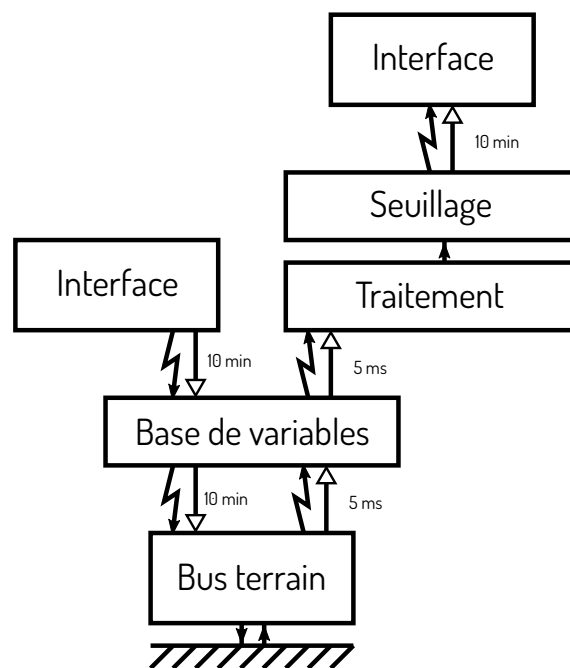 Interface
10 min
Seuillage
Interface
Traitement
10 min
5 ms
Base de variables
10 min
5 ms
Bus terrain